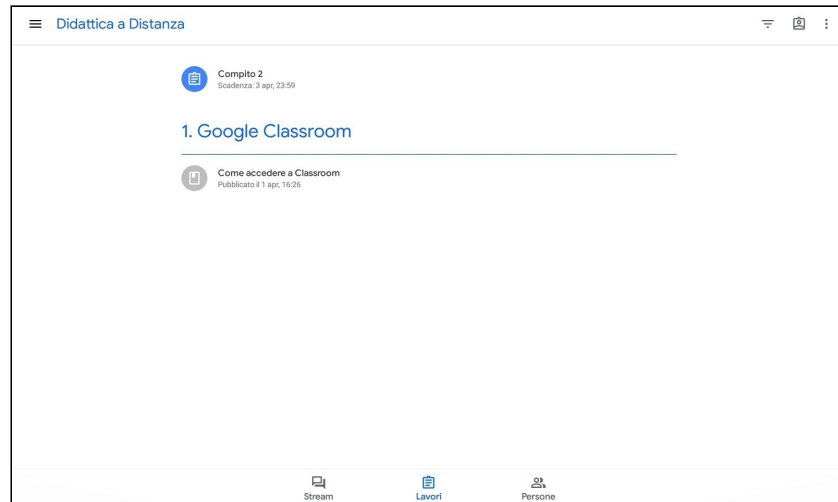 Didattica a Distanza
Compito 2
Scadenza: 3 apr, 23:59
1. Google Classroom
Come accedere a Classroom
Pubblicato il 1 apr, 16:26
Stream
Lavori
Persone